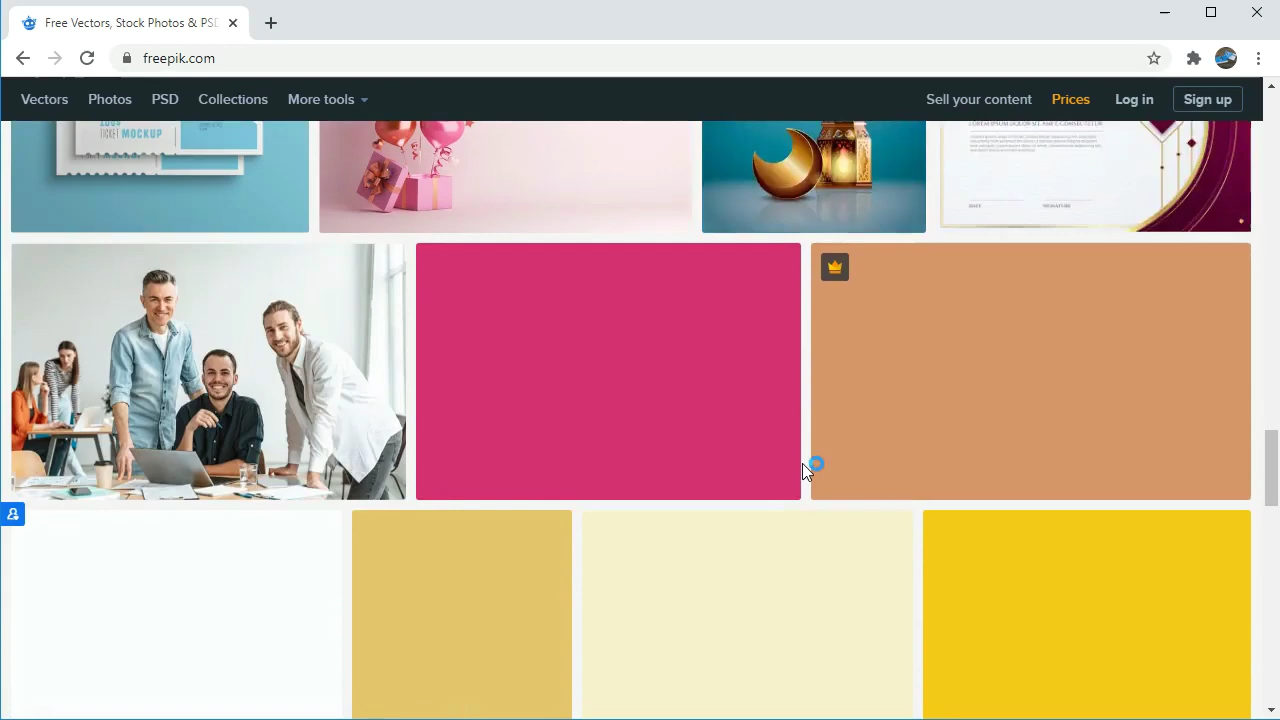 Free Vectors, Stock Photos & PSD
freepik.com
Vectors Photos PSD Collections More tools Sell your content Prices Log in Sign up
TICKET MOCKUP
SIGNATURE